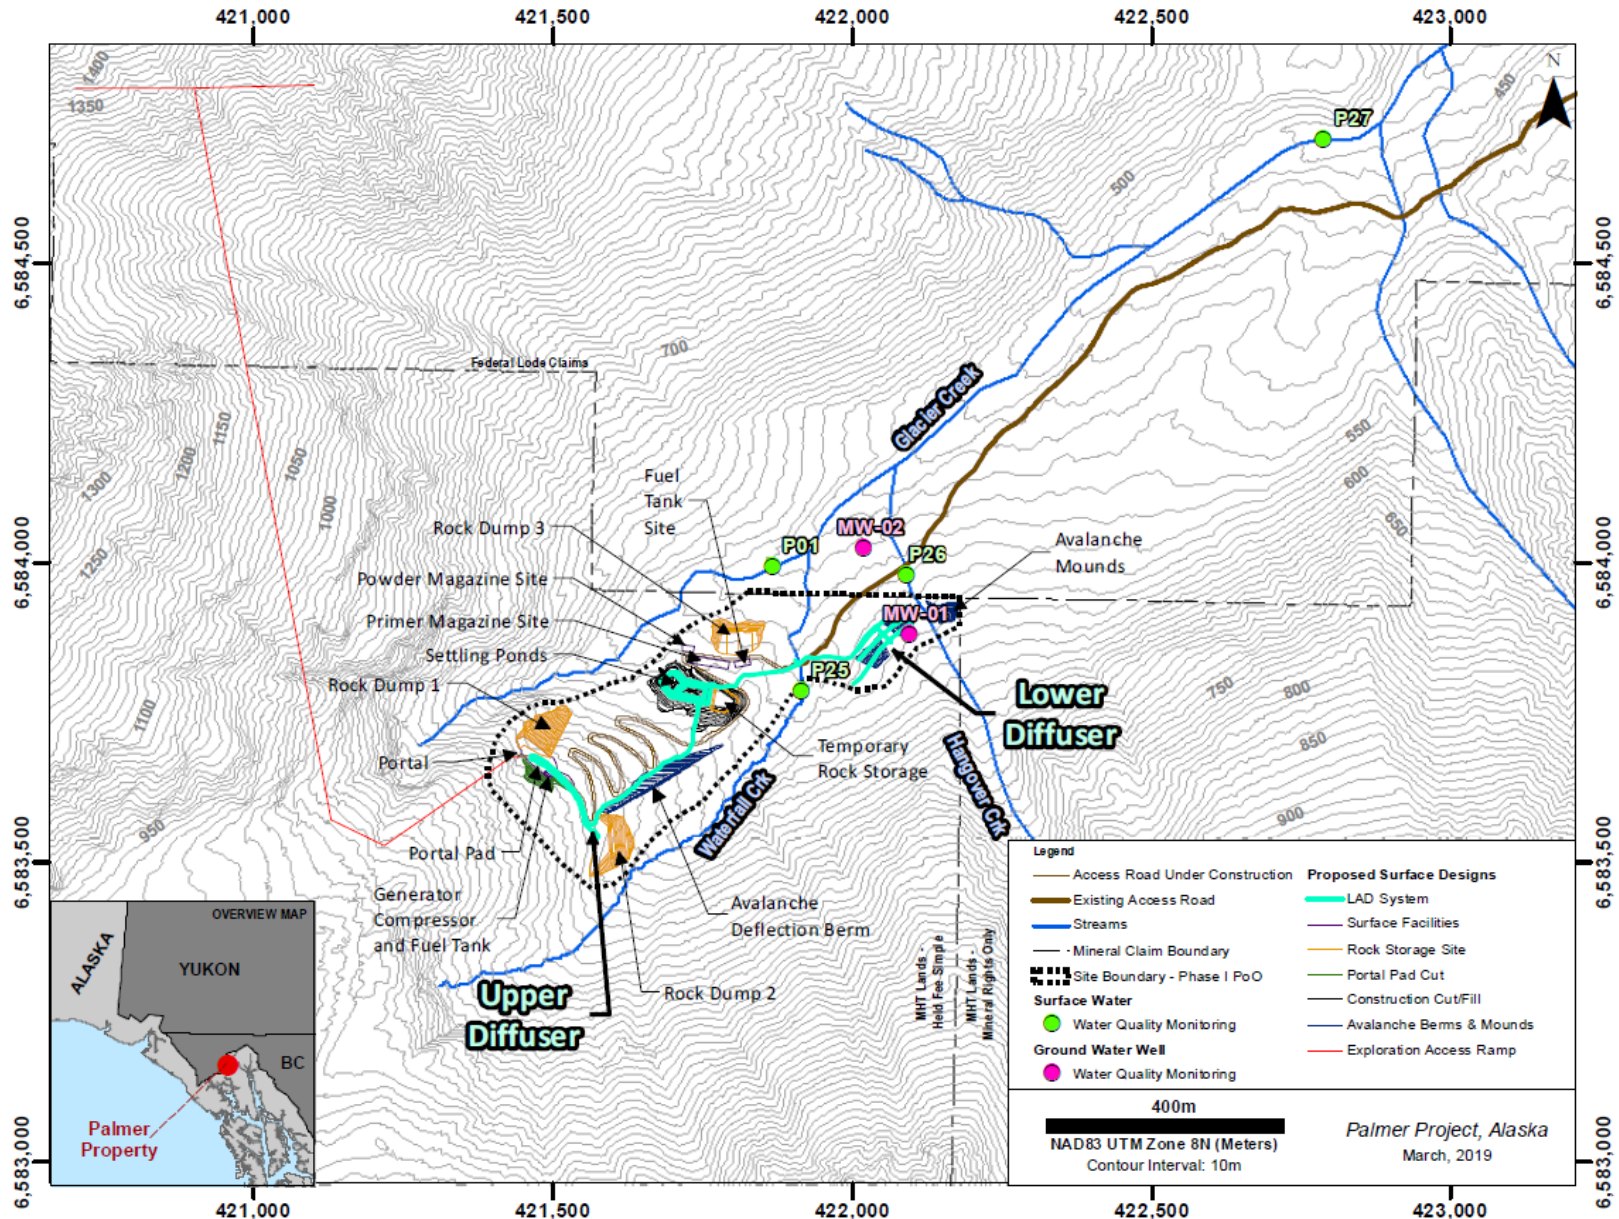 421,000
421,500
422,000
422,500
423,000
N
1400
1350
450
P27
500
6,584,500
6,584,500
700
Federal Lode Claims
Glacier Creek
1150
1200
1050
1300
1000
1250
550
600
650
Fuel
Tank
Site
Rock Dump 3
MW-02
P01
P26
Avalanche
Mounds
6,584,000
6,584,000
Powder Magazine Site
Primer Magazine Site
MW-01
Settling Ponds
P25
Rock Dump 1
750
800
850
900
Lower
Diffuser
1100
Portal
Temporary
Rock Storage
Hangover Crk
Waterfall Crk
950
6,583,500
6,583,500
Portal Pad
Generator
Compressor
and Fuel Tank
Avalanche
Deflection Berm
Rock Dump 2
Upper
Diffuser
MHT Lands -
Held Fee Simple
MHT Lands -
Mineral Rights Only
OVERVIEW MAP
ALASKA
YUKON
BC
Palmer
Property
Legend
Access Road Under Construction
Existing Access Road
Streams
Mineral Claim Boundary
Site Boundary - Phase I PoO
Surface Water
Water Quality Monitoring
Ground Water Well
Water Quality Monitoring
Proposed Surface Designs
LAD System
Surface Facilities
Rock Storage Site
Portal Pad Cut
Construction Cut/Fill
Avalanche Berms & Mounds
Exploration Access Ramp
400m
NAD83 UTM Zone 8N (Meters)
Contour Interval: 10m
Palmer Project, Alaska
March, 2019
6,583,000
6,583,000
421,000
421,500
422,000
422,500
423,000